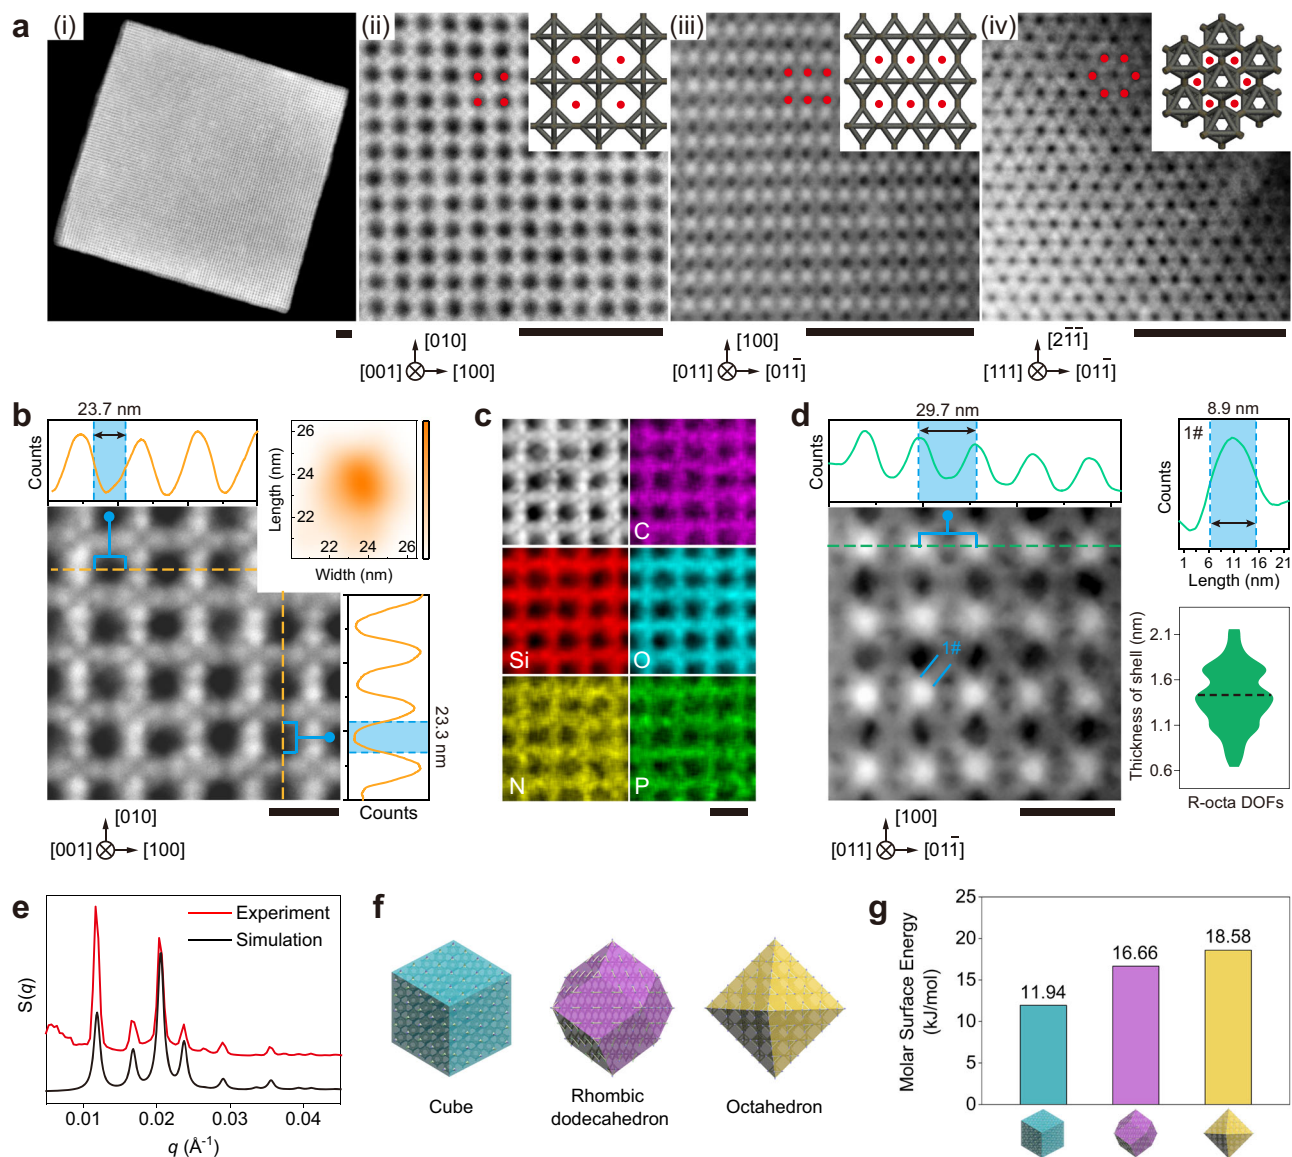 a
(i)
(ii)
(iii)
(iv)
[010]
[001]
[100]
[100]
[011]
[011̅]
[21̅1̅]
[111]
[011̅]
b
23.7 nm
Counts
26
24
22
Length (nm)
22
24
26
Width (nm)
23.3 nm
Counts
[010]
[001]
[100]
c
C
Si
O
N
P
d
29.7 nm
Counts
1#
8.9 nm
1#
Counts
1
6
11
16
21
Length (nm)
Thickness of shell (nm)
2.1
1.6
1.1
0.6
R-octa DOFs
[100]
[011]
[011̅]
e
Experiment
Simulation
S(q)
0.01
0.02
0.03
0.04
q (Å-1)
f
Cube
Rhombic
dodecahedron
Octahedron
g
Molar Surface Energy
(kJ/mol)
25
20
15
10
5
0
11.94
16.66
18.58